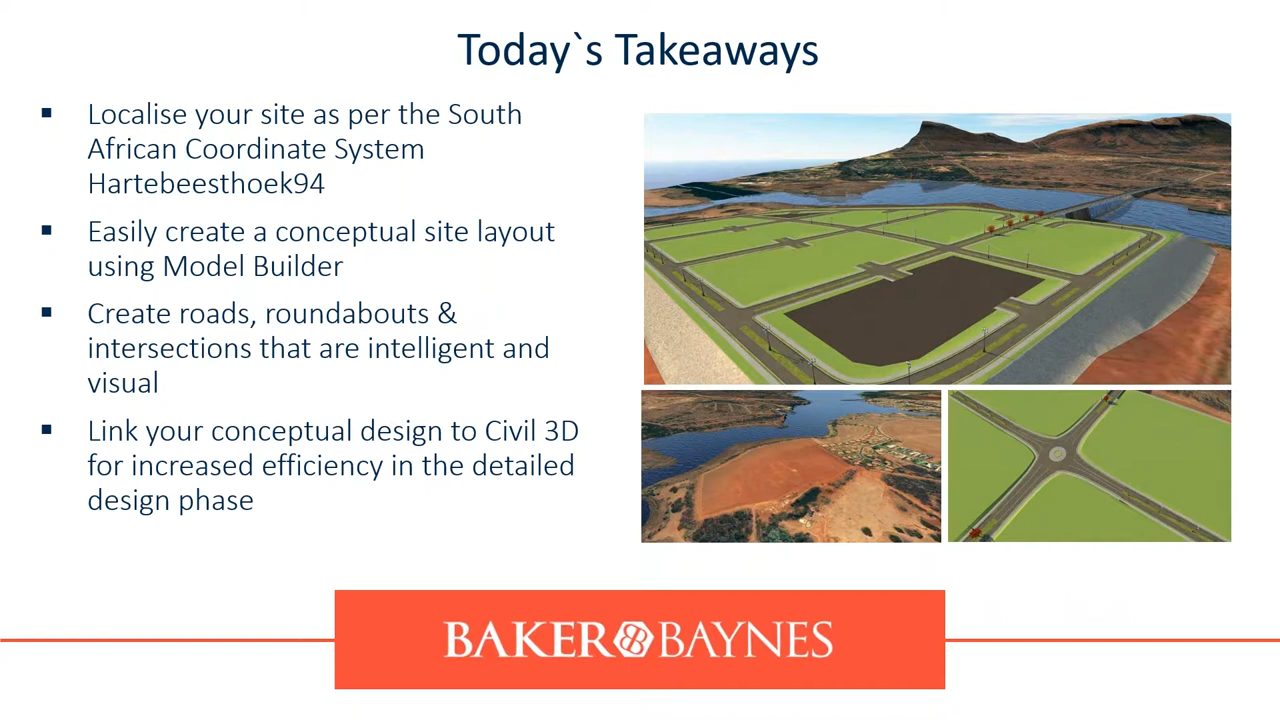 Today`s Takeaways
▪ Localise your site as per the South
African Coordinate System
Hartebeesthoek94
▪ Easily create a conceptual site layout
using Model Builder
▪ Create roads, roundabouts &
intersections that are intelligent and
visual
▪ Link your conceptual design to Civil 3D
for increased efficiency in the detailed
design phase
BAKER BAYNES